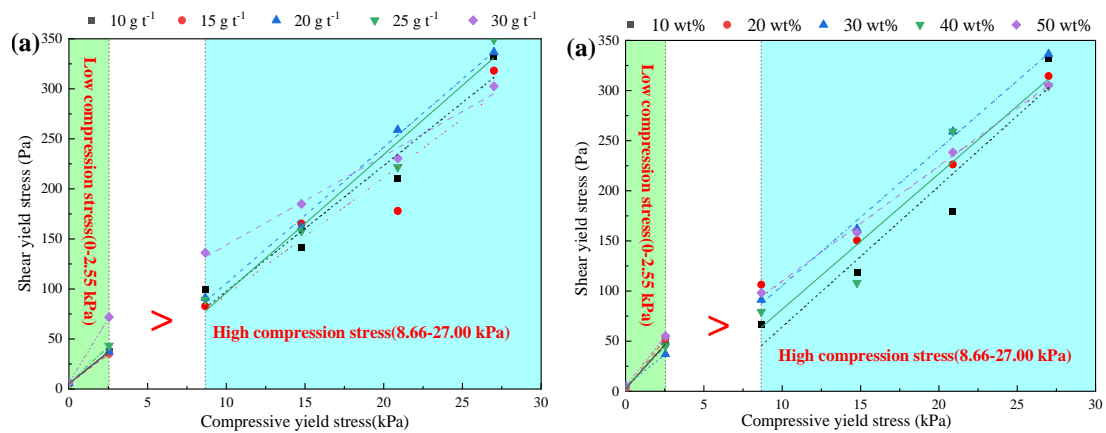 10 g t⁻¹ 15 g t⁻¹ 20 g t⁻¹ 25 g t⁻¹ 30 g t⁻¹
(a)
350
300
250
200
150
100
50
0
Shear yield stress (Pa)
Low compression stress(0-2.55 kPa)
>
High compression stress(8.66-27.00 kPa)
0 5 10 15 20 25 30
Compressive yield stress(kPa)
10 wt% 20 wt% 30 wt% 40 wt% 50 wt%
(a)
350
300
250
200
150
100
50
0
Shear yield stress (Pa)
Low compression stress(0-2.55 kPa)
>
High compression stress(8.66-27.00 kPa)
0 5 10 15 20 25 30
Compressive yield stress (kPa)